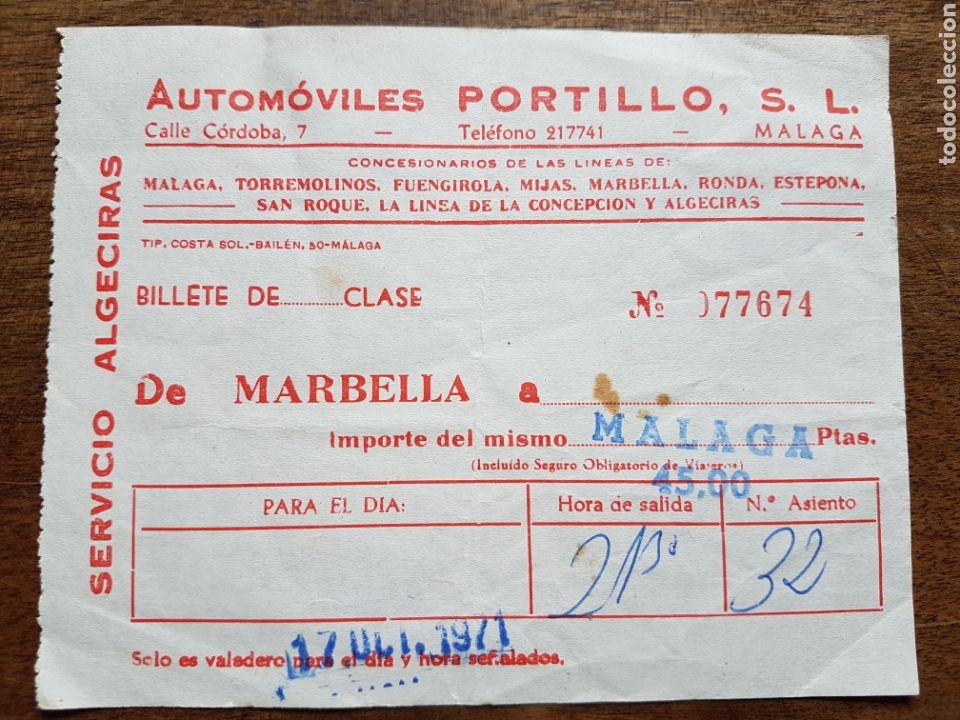 AUTOMÓVILES PORTILLO, S. L.
Calle Córdoba, 7 — Teléfono 217741 — MALAGA
CONCESIONARIOS DE LAS LINEAS DE:
MALAGA, TORREMOLINOS, FUENGIROLA, MIJAS, MARBELLA, RONDA, ESTEPONA,
SAN ROQUE, LA LINEA DE LA CONCEPCION Y ALGECIRAS
TIP. COSTA SOL.-BAILÉN, 50-MÁLAGA
SERVICIO ALGECIRAS
BILLETE DE.............CLASE
Nº 077674
De MARBELLA a
MALAGA
Importe del mismo Ptas.
(Incluído Seguro Obligatorio de Viajeros)
45,00
PARA EL DIA: Hora de salida N.º Asiento
32
17 OCT. 1971
Solo es valadero para el día y hora señalados.
todocoleccion